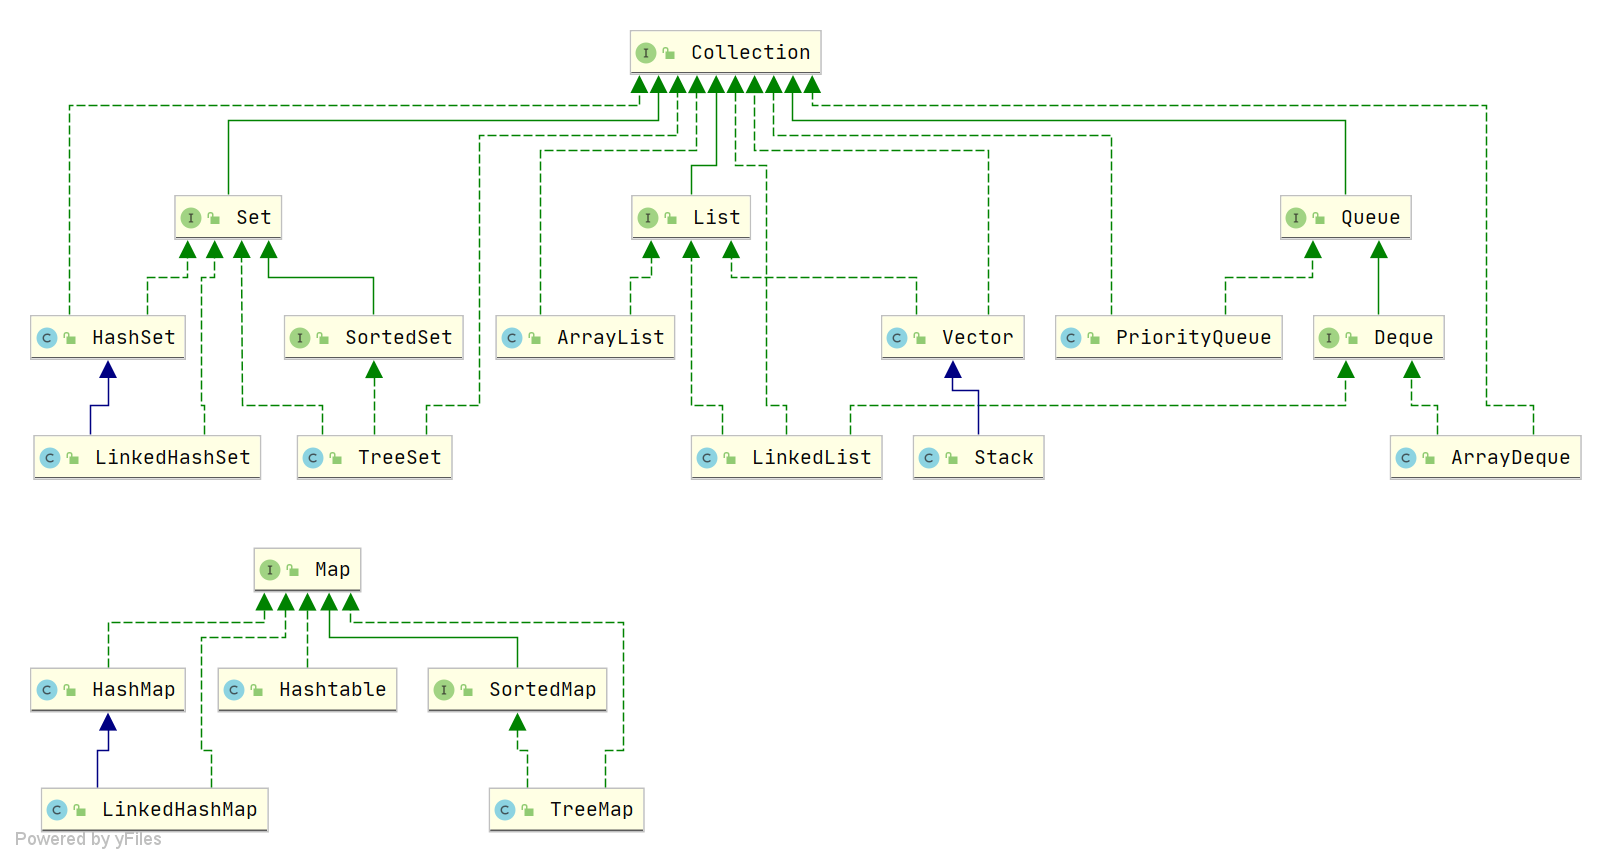 I Collection
I Set
I List
I Queue
C HashSet
I SortedSet
C ArrayList
C Vector
C PriorityQueue
I Deque
C LinkedHashSet
C TreeSet
C LinkedList
C Stack
C ArrayDeque
I Map
C HashMap
C Hashtable
I SortedMap
C LinkedHashMap
C TreeMap
Powered by yFiles